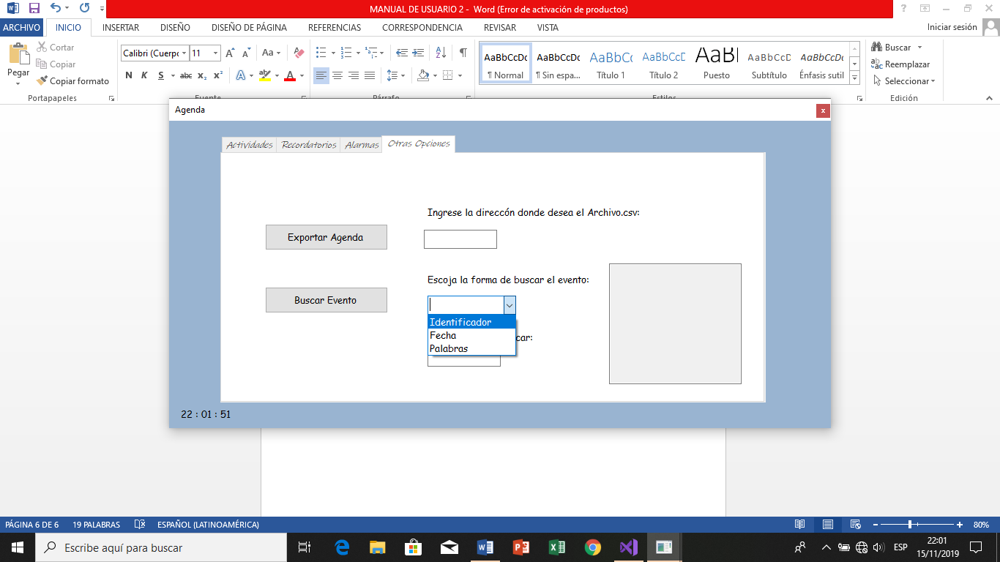 MANUAL DE USUARIO 2 - Word (Error de activación de productos)
ARCHIVO INICIO INSERTAR DISEÑO DISEÑO DE PÁGINA REFERENCIAS CORRESPONDENCIA REVISAR VISTA Iniciar sesión
Pegar
Cortar
Copiar
Copiar formato
Portapapeles
Calibri (Cuerpo 11
Aa
N K S abc x₂ x²
Fuente
Párrafo
AaBbCcDc AaBbCcDc AaBbCc AaBbCcD AaBl AaBbCcD AaBbCcDc
¶ Normal ¶ Sin espa... Título 1 Título 2 Puesto Subtítulo Énfasis sutil
Estilos
Buscar
Reemplazar
Seleccionar
Edición
Agenda
Actividades Recordatorios Alarmas Otras Opciones
Ingrese la direccón donde desea el Archivo.csv:
Exportar Agenda
Escoja la forma de buscar el evento:
Buscar Evento
Identificador
Fecha
Palabras
car:
22 : 01 : 51
PÁGINA 6 DE 6 19 PALABRAS ESPAÑOL (LATINOAMÉRICA) 80%
Escribe aquí para buscar
ESP
22:01
15/11/2019